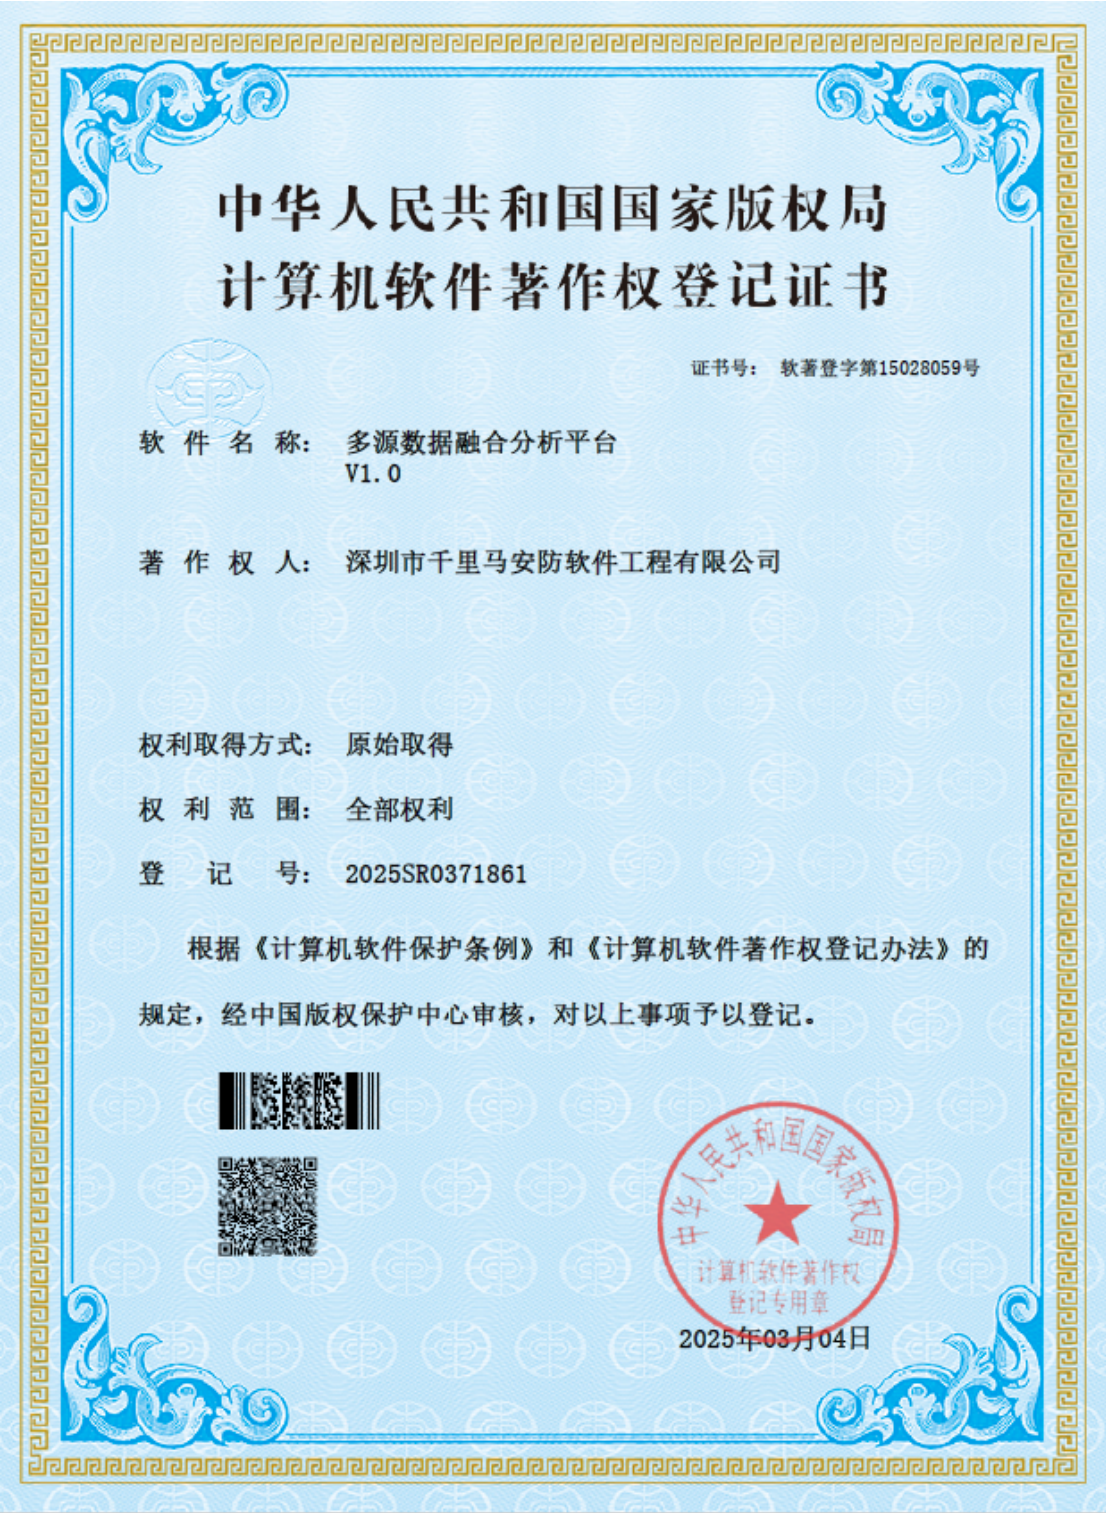 中华人民共和国国家版权局
计算机软件著作权登记证书
证书号： 软著登字第15028059号
软件名称： 多源数据融合分析平台
V1.0
著作权人： 深圳市千里马安防软件工程有限公司
权利取得方式： 原始取得
权利范围： 全部权利
登记号： 2025SR0371861
根据《计算机软件保护条例》和《计算机软件著作权登记办法》的
规定，经中国版权保护中心审核，对以上事项予以登记。
中华人民共和国国家版权局
计算机软件著作权
登记专用章
2025年03月04日